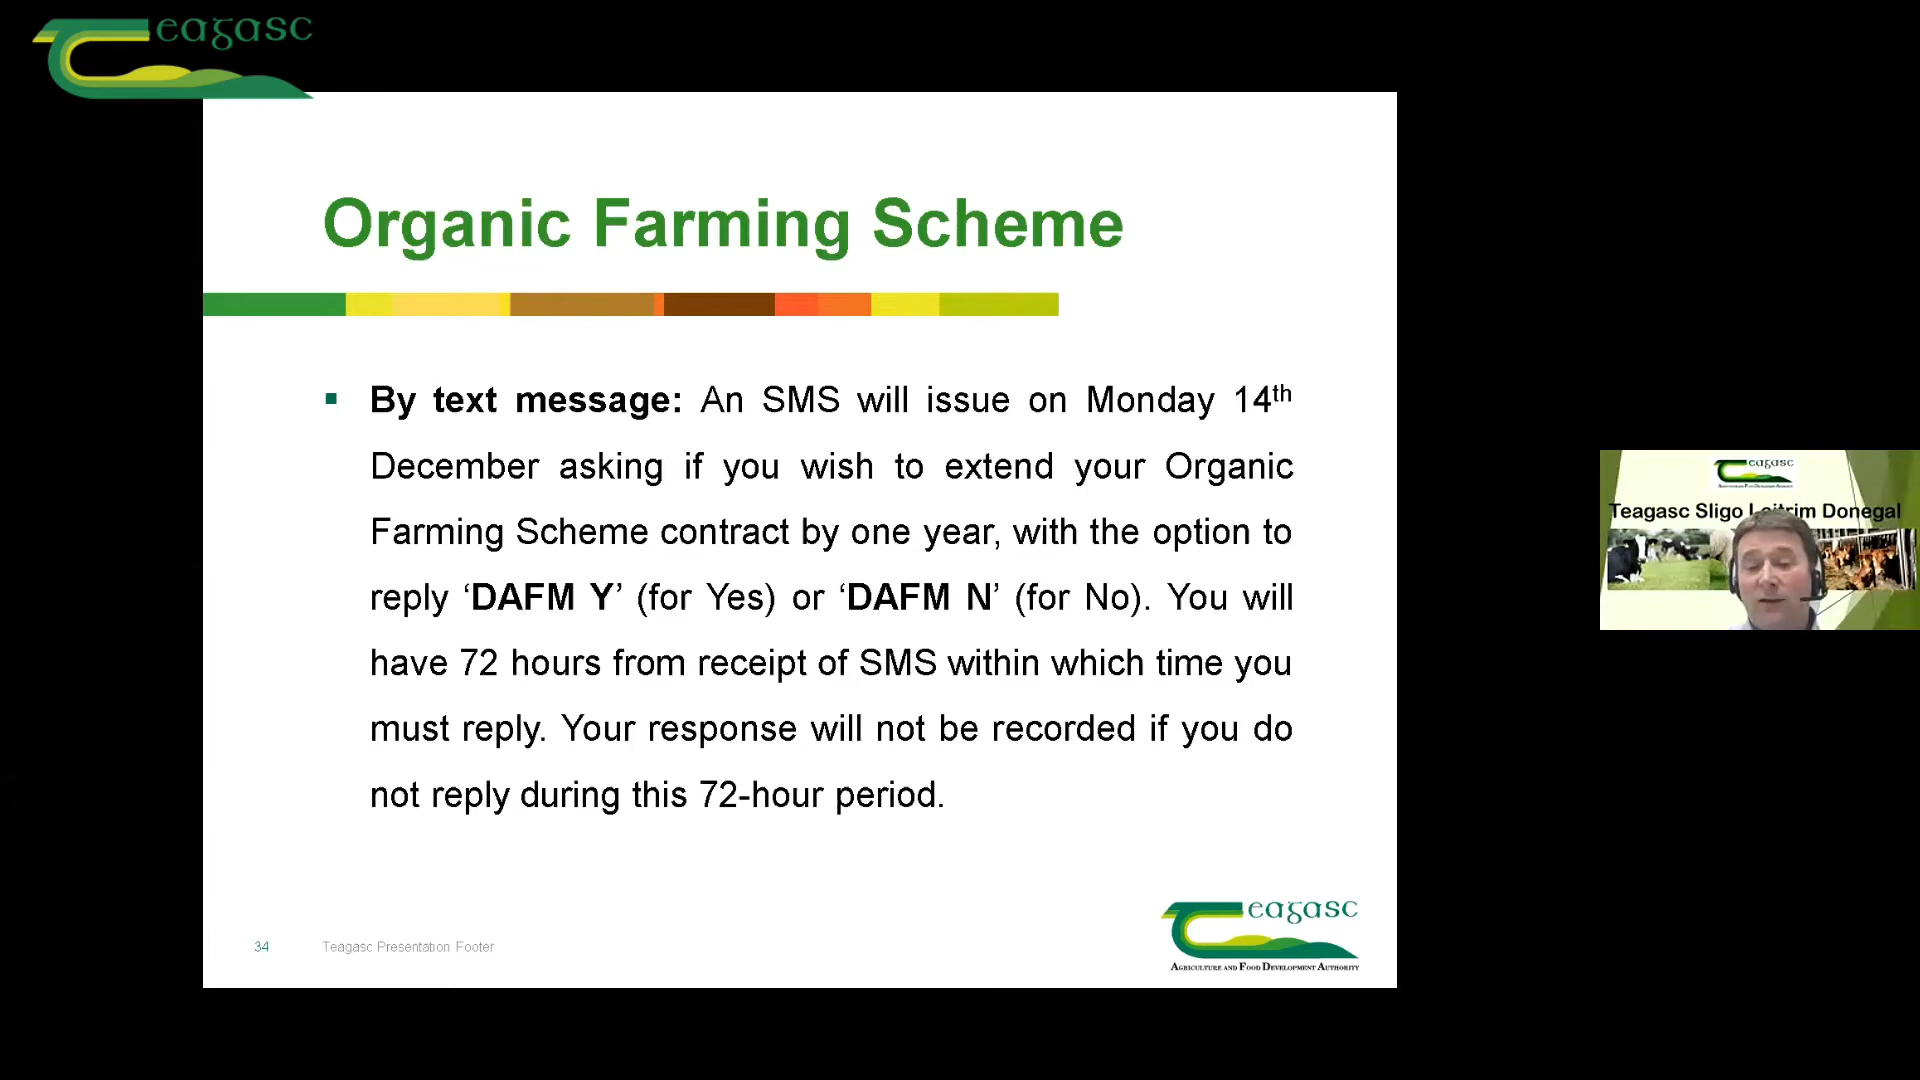 eagasc
Organic Farming Scheme
▪ By text message: An SMS will issue on Monday 14th
December asking if you wish to extend your Organic
Farming Scheme contract by one year, with the option to
reply ‘DAFM Y’ (for Yes) or ‘DAFM N’ (for No). You will
have 72 hours from receipt of SMS within which time you
must reply. Your response will not be recorded if you do
not reply during this 72-hour period.
34 Teagasc Presentation Footer
eagasc
AGRICULTURE AND FOOD DEVELOPMENT AUTHORITY
eagasc
Teagasc Sligo Leitrim Donegal